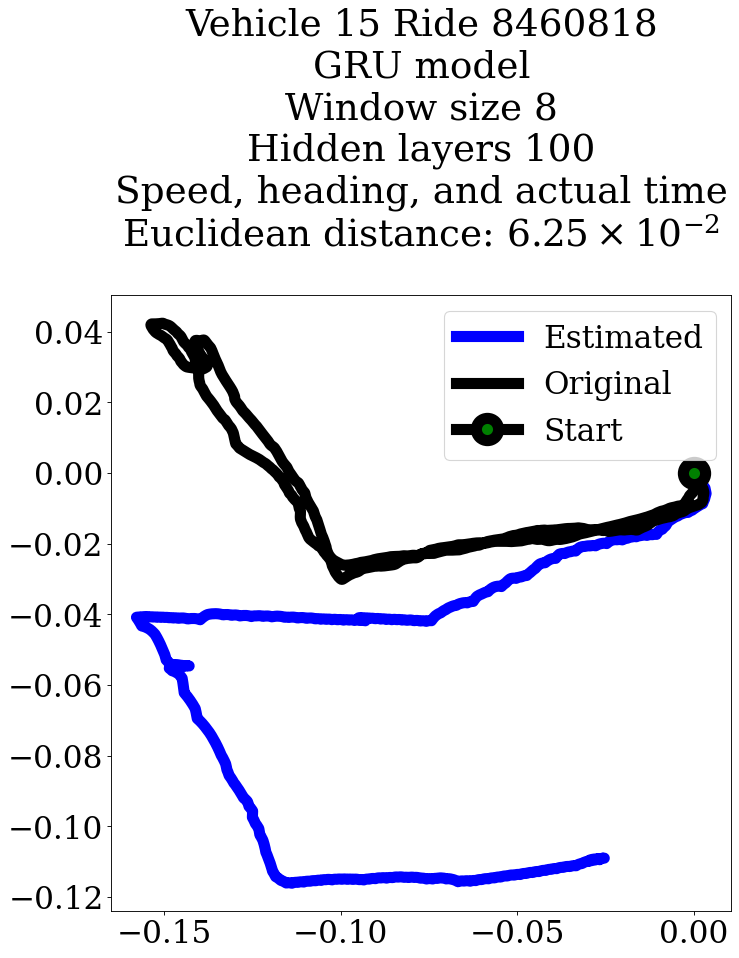 Vehicle 15 Ride 8460818
GRU model
Window size 8
Hidden layers 100
Speed, heading, and actual time
Euclidean distance: 6.25 × 10⁻²
Estimated
Original
Start
0.04
0.02
0.00
−0.02
−0.04
−0.06
−0.08
−0.10
−0.12
−0.15
−0.10
−0.05
0.00